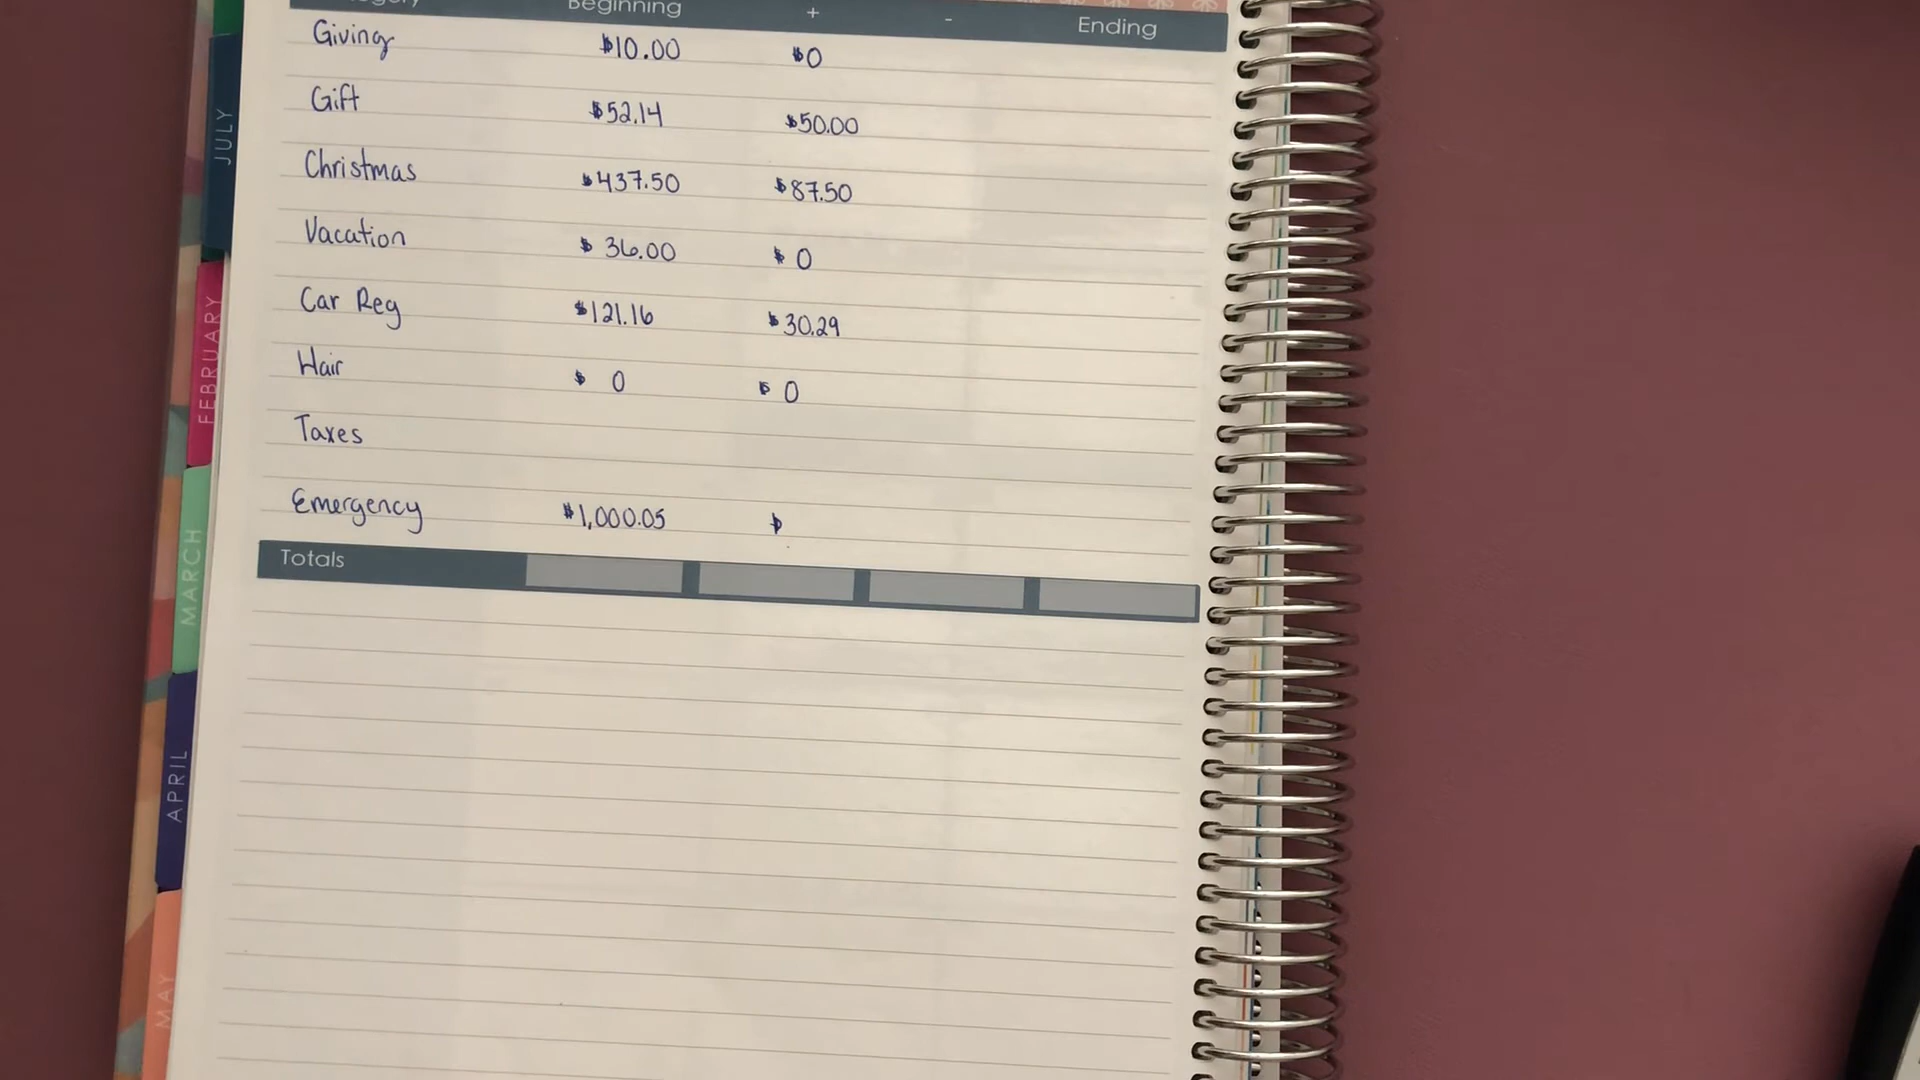 Beginning + - Ending
Giving $10.00 $0
Gift $52.14 $50.00
Christmas $437.50 $87.50
Vacation $ 36.00 $ 0
Car Reg $121.16 $30.29
Hair $ 0 $ 0
Taxes
Emergency $1,000.05 $
Totals
JULY
FEBRUARY
MARCH
APRIL
MAY